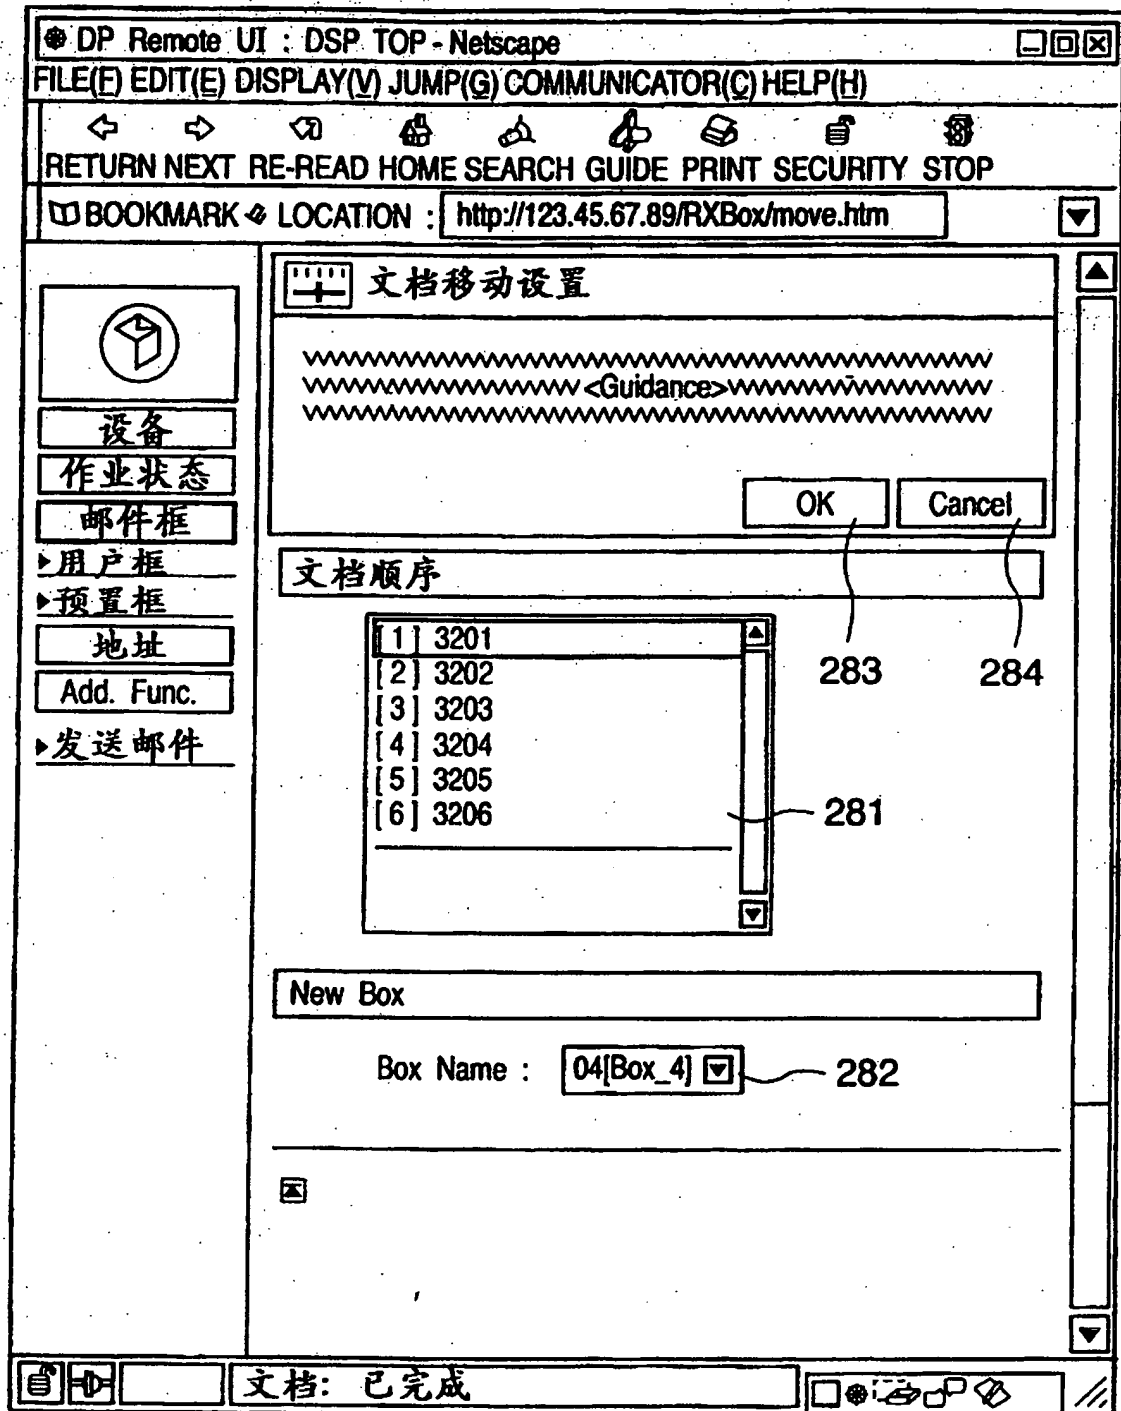 DP Remote UI : DSP TOP - Netscape
FILE(F) EDIT(E) DISPLAY(V) JUMP(G) COMMUNICATOR(C) HELP(H)
RETURN NEXT RE-READ HOME SEARCH GUIDE PRINT SECURITY STOP
BOOKMARK LOCATION : http://123.45.67.89/RXBox/move.htm
文档移动设置
<Guidance>
OK Cancel
283 284
设备
作业状态
邮件框
▸用户框
▸预置框
地址
Add. Func.
▸发送邮件
文档顺序
[1] 3201
[2] 3202
[3] 3203
[4] 3204
[5] 3205
[6] 3206
281
New Box
Box Name : 04[Box_4] 282
文档: 已完成